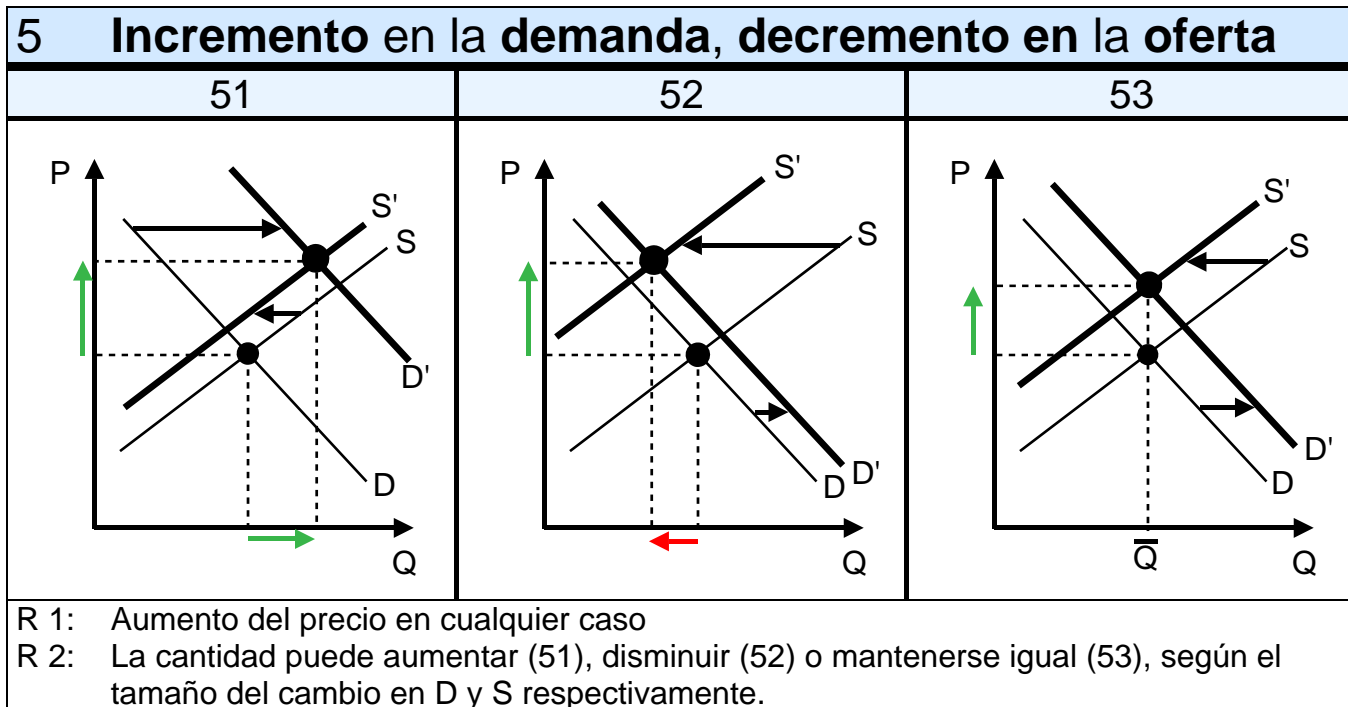 5 Incremento en la demanda, decremento en la oferta
51 52 53
P
S'
S
D'
D
Q
P
S'
S
D
D'
Q
P
S'
S
D'
D
Q̅
Q
R 1: Aumento del precio en cualquier caso
R 2: La cantidad puede aumentar (51), disminuir (52) o mantenerse igual (53), según el
tamaño del cambio en D y S respectivamente.